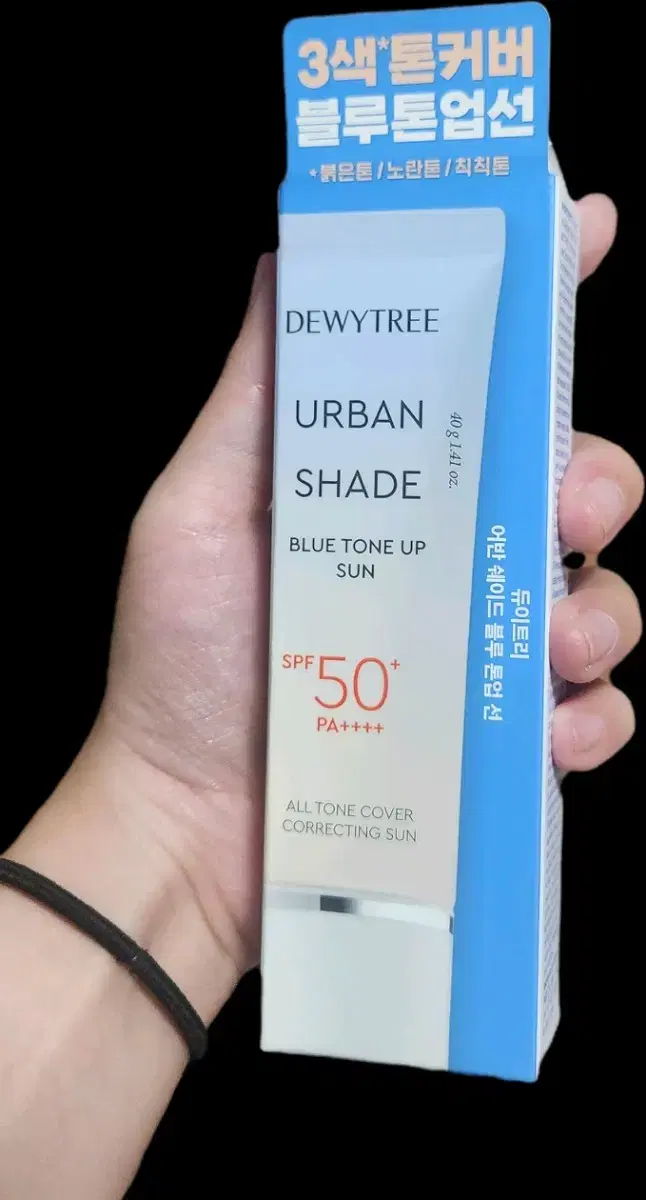 3색*톤커버
블루톤업선
*붉은톤/노란톤/칙칙톤
DEWYTREE
URBAN
SHADE
40 g 1.41 oz.
BLUE TONE UP
SUN
듀이트리
어반 쉐이드 블루 톤업 선
SPF50+
PA++++
ALL TONE COVER
CORRECTING SUN